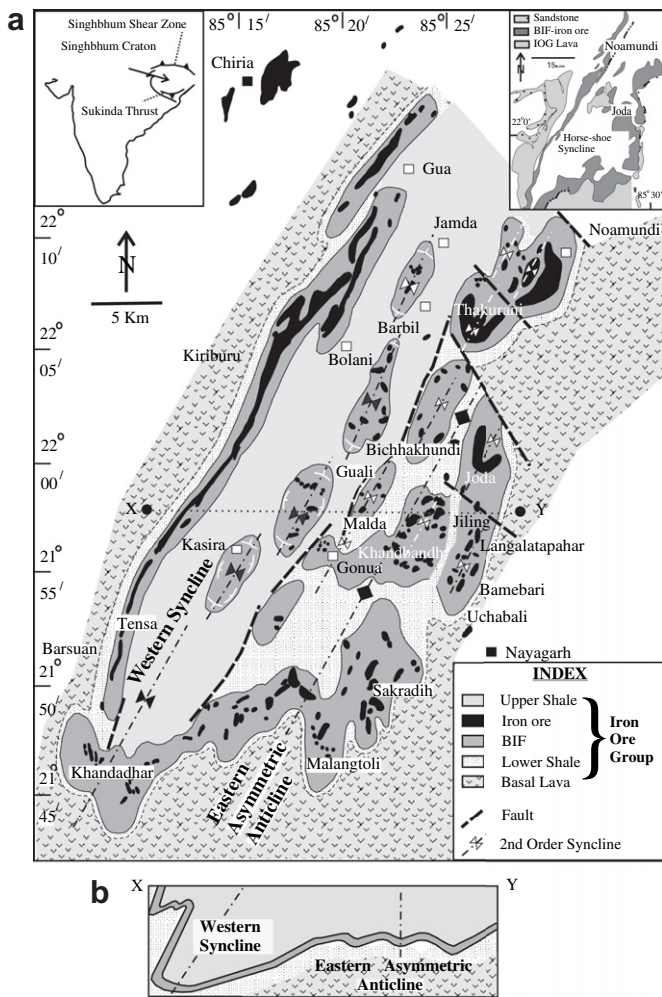 a
85° 15/
85° 20/
85° 25/
Singhbhum Shear Zone
Singhbhum Craton
Sukinda Thrust
Chiria
Sandstone
BIF-iron ore
IOG Lava
Noamundi
N
15km
Joda
22°0'
Horse-shoe
Syncline
85° 30/
Gua
22°
10/
Jamda
Noamundi
N
5 Km
Thakurani
Barbil
22°
05/
Kiriburu
Bolani
Bichhakhundi
22°
00/
Guali
Joda
X
Y
Malda
Jiling
Kasira
Khandbandh
Langalatapahar
21°
55/
Gonua
Bamebari
Uchabali
Western Syncline
Tensa
Barsuan
Nayagarh
21°
50/
Sakradih
Khandadhar
Malangtoli
21°
45/
Eastern
Asymmetric
Anticline
INDEX
Upper Shale
Iron ore
BIF
Lower Shale
Basal Lava
Iron
Ore
Group
Fault
2nd Order Syncline
b
X
Y
Western
Syncline
Eastern Asymmetric
Anticline